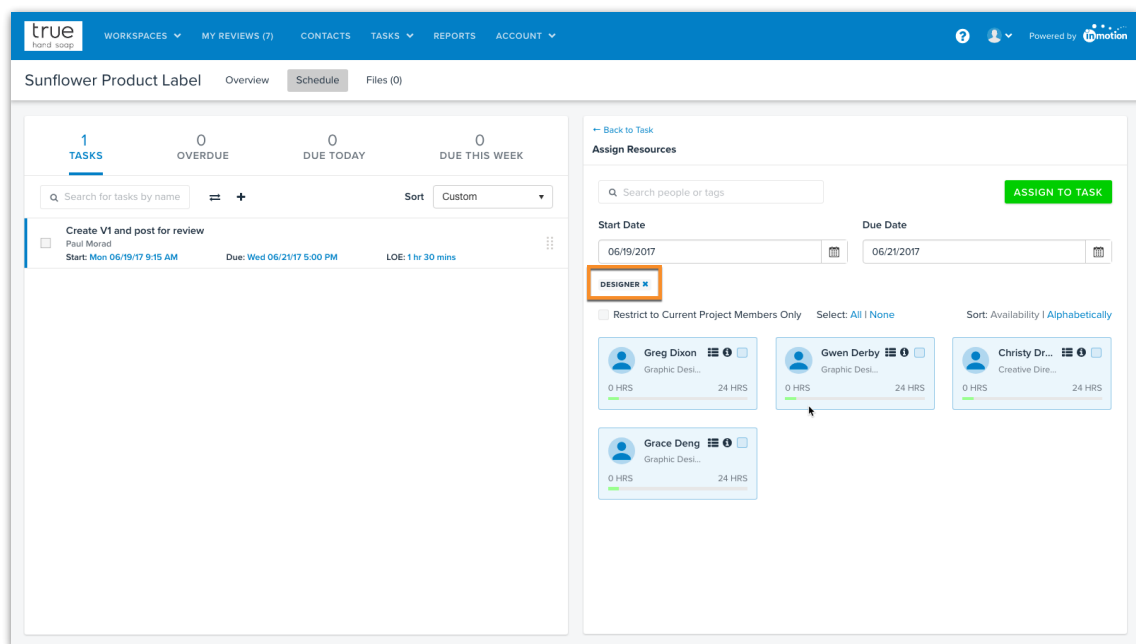 true
hand soap
WORKSPACES MY REVIEWS (7) CONTACTS TASKS REPORTS ACCOUNT
? Powered by inmotion
Sunflower Product Label Overview Schedule Files (0)
1 0 0 0
TASKS OVERDUE DUE TODAY DUE THIS WEEK
Search for tasks by name Sort Custom
Create V1 and post for review
Paul Morad
Start: Mon 06/19/17 9:15 AM Due: Wed 06/21/17 5:00 PM LOE: 1 hr 30 mins
← Back to Task
Assign Resources
Search people or tags ASSIGN TO TASK
Start Date Due Date
06/19/2017 06/21/2017
DESIGNER ×
Restrict to Current Project Members Only Select: All | None Sort: Availability | Alphabetically
Greg Dixon Gwen Derby Christy Dr...
Graphic Desi... Graphic Desi... Creative Dire...
0 HRS 24 HRS 0 HRS 24 HRS 0 HRS 24 HRS
Grace Deng
Graphic Desi...
0 HRS 24 HRS